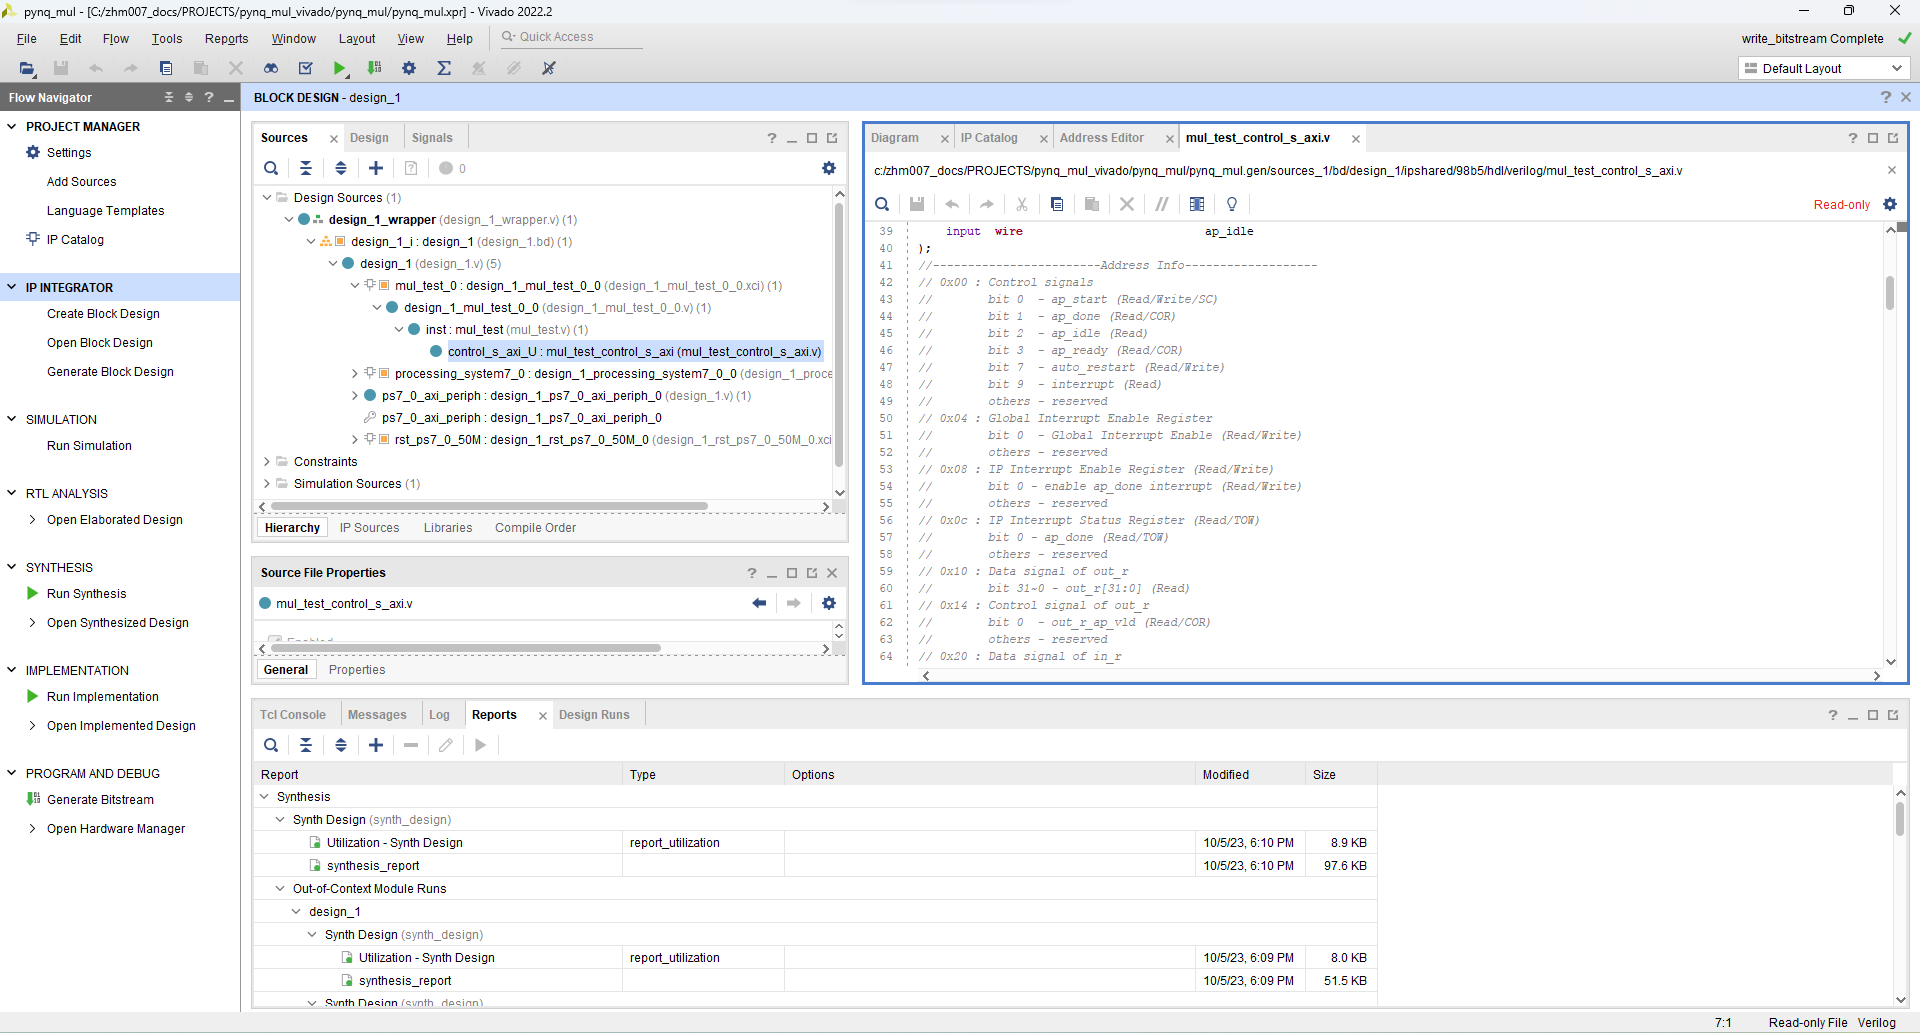 pynq_mul - [C:/zhm007_docs/PROJECTS/pynq_mul_vivado/pynq_mul/pynq_mul.xpr] - Vivado 2022.2
File Edit Flow Tools Reports Window Layout View Help Quick Access
write_bitstream Complete
Default Layout
Flow Navigator
PROJECT MANAGER
Settings
Add Sources
Language Templates
IP Catalog
IP INTEGRATOR
Create Block Design
Open Block Design
Generate Block Design
SIMULATION
Run Simulation
RTL ANALYSIS
Open Elaborated Design
SYNTHESIS
Run Synthesis
Open Synthesized Design
IMPLEMENTATION
Run Implementation
Open Implemented Design
PROGRAM AND DEBUG
Generate Bitstream
Open Hardware Manager
BLOCK DESIGN - design_1
Sources Design Signals
0
Design Sources (1)
design_1_wrapper (design_1_wrapper.v) (1)
design_1_i : design_1 (design_1.bd) (1)
design_1 (design_1.v) (5)
mul_test_0 : design_1_mul_test_0_0 (design_1_mul_test_0_0.xci) (1)
design_1_mul_test_0_0 (design_1_mul_test_0_0.v) (1)
inst : mul_test (mul_test.v) (1)
control_s_axi_U : mul_test_control_s_axi (mul_test_control_s_axi.v)
processing_system7_0 : design_1_processing_system7_0_0 (design_1_proce
ps7_0_axi_periph : design_1_ps7_0_axi_periph_0 (design_1.v) (1)
ps7_0_axi_periph : design_1_ps7_0_axi_periph_0
rst_ps7_0_50M : design_1_rst_ps7_0_50M_0 (design_1_rst_ps7_0_50M_0.xci
Constraints
Simulation Sources (1)
Hierarchy IP Sources Libraries Compile Order
Source File Properties
mul_test_control_s_axi.v
Enabled
General Properties
Diagram IP Catalog Address Editor mul_test_control_s_axi.v
c:/zhm007_docs/PROJECTS/pynq_mul_vivado/pynq_mul/pynq_mul.gen/sources_1/bd/design_1/ipshared/98b5/hdl/verilog/mul_test_control_s_axi.v
Read-only
39 input wire ap_idle
40 );
41 //------------------------Address Info-------------------
42 // 0x00 : Control signals
43 // bit 0 - ap_start (Read/Write/SC)
44 // bit 1 - ap_done (Read/COR)
45 // bit 2 - ap_idle (Read)
46 // bit 3 - ap_ready (Read/COR)
47 // bit 7 - auto_restart (Read/Write)
48 // bit 9 - interrupt (Read)
49 // others - reserved
50 // 0x04 : Global Interrupt Enable Register
51 // bit 0 - Global Interrupt Enable (Read/Write)
52 // others - reserved
53 // 0x08 : IP Interrupt Enable Register (Read/Write)
54 // bit 0 - enable ap_done interrupt (Read/Write)
55 // others - reserved
56 // 0x0c : IP Interrupt Status Register (Read/TOW)
57 // bit 0 - ap_done (Read/TOW)
58 // others - reserved
59 // 0x10 : Data signal of out_r
60 // bit 31~0 - out_r[31:0] (Read)
61 // 0x14 : Control signal of out_r
62 // bit 0 - out_r_ap_vld (Read/COR)
63 // others - reserved
64 // 0x20 : Data signal of in_r
Tcl Console Messages Log Reports Design Runs
Report Type Options Modified Size
Synthesis
Synth Design (synth_design)
Utilization - Synth Design report_utilization 10/5/23, 6:10 PM 8.9 KB
synthesis_report 10/5/23, 6:10 PM 97.6 KB
Out-of-Context Module Runs
design_1
Synth Design (synth_design)
Utilization - Synth Design report_utilization 10/5/23, 6:09 PM 8.0 KB
synthesis_report 10/5/23, 6:09 PM 51.5 KB
Synth Design (synth_design)
7:1 Read-only File Verilog